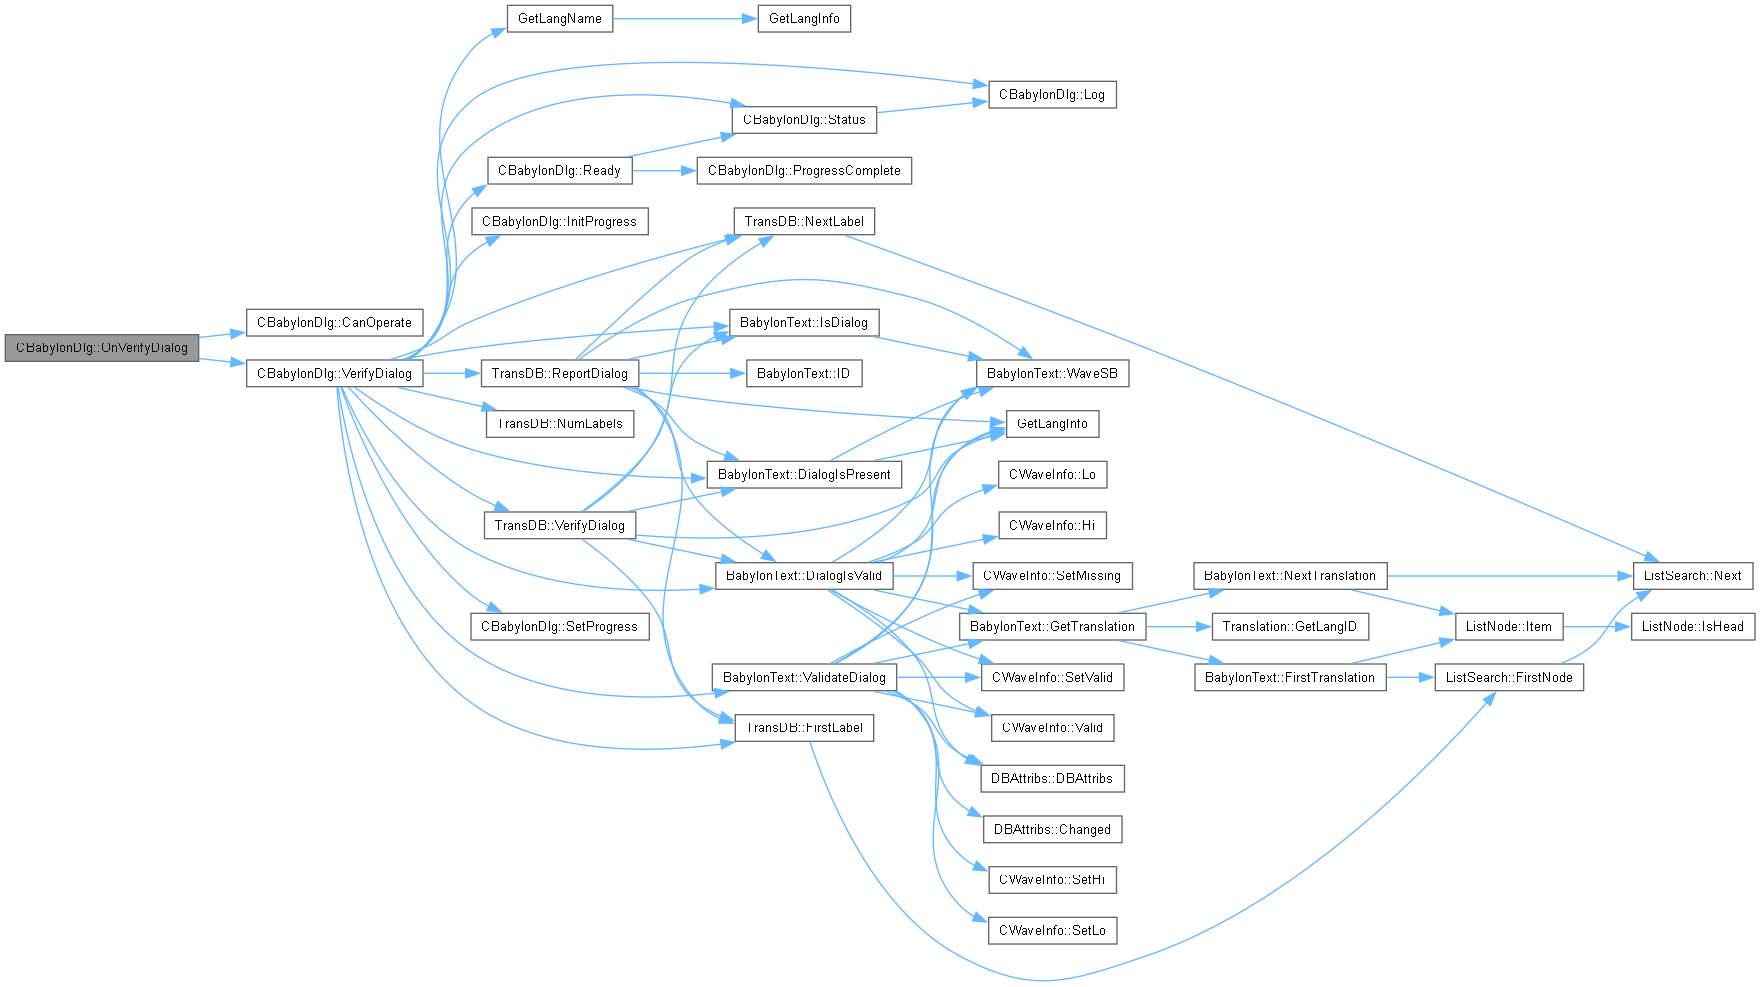 GetLangName
GetLangInfo
CBabylonDlg::Log
CBabylonDlg::Status
CBabylonDlg::Ready
CBabylonDlg::ProgressComplete
CBabylonDlg::InitProgress
TransDB::NextLabel
CBabylonDlg::CanOperate
BabylonText::IsDialog
CBabylonDlg::OnVerifyDialog
CBabylonDlg::VerifyDialog
TransDB::ReportDialog
BabylonText::ID
BabylonText::WaveSB
TransDB::NumLabels
GetLangInfo
BabylonText::DialogIsPresent
CWaveInfo::Lo
TransDB::VerifyDialog
CWaveInfo::Hi
BabylonText::DialogIsValid
CWaveInfo::SetMissing
BabylonText::NextTranslation
ListSearch::Next
CBabylonDlg::SetProgress
BabylonText::GetTranslation
Translation::GetLangID
ListNode::Item
ListNode::IsHead
BabylonText::ValidateDialog
CWaveInfo::SetValid
BabylonText::FirstTranslation
ListSearch::FirstNode
TransDB::FirstLabel
CWaveInfo::Valid
DBAttribs::DBAttribs
DBAttribs::Changed
CWaveInfo::SetHi
CWaveInfo::SetLo